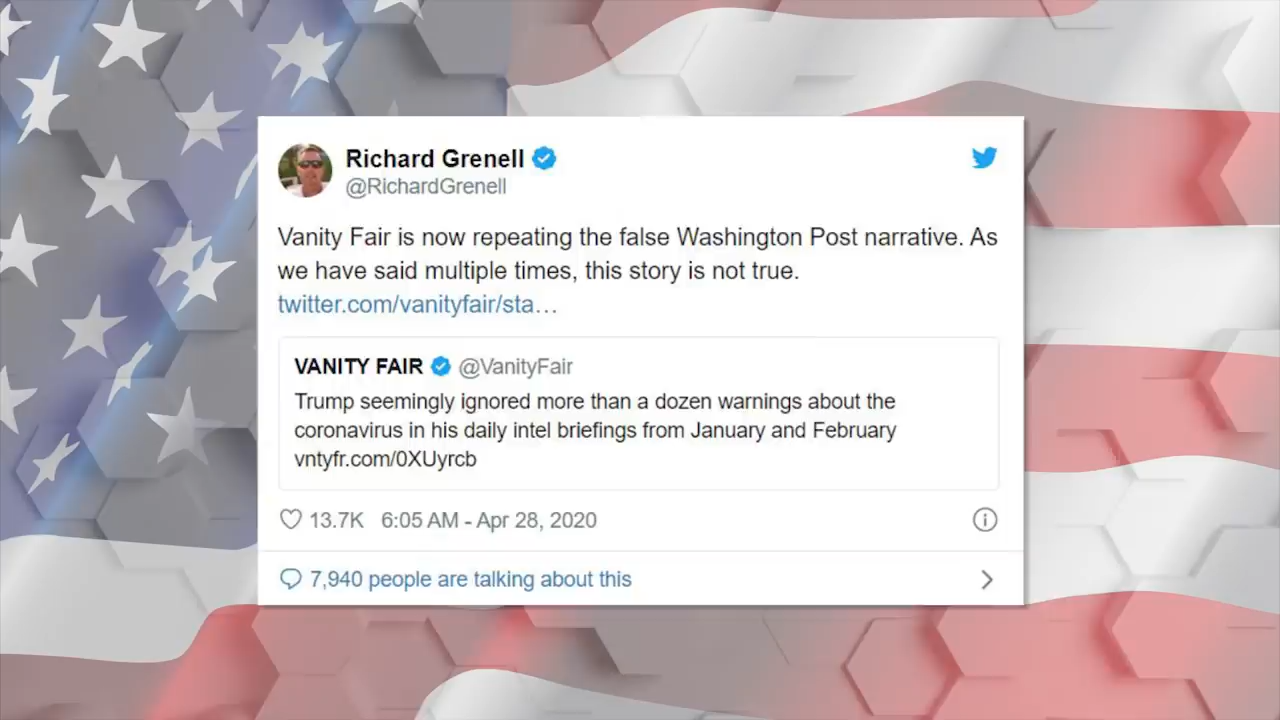 Richard Grenell
@RichardGrenell
Vanity Fair is now repeating the false Washington Post narrative. As
we have said multiple times, this story is not true.
twitter.com/vanityfair/sta…
VANITY FAIR @VanityFair
Trump seemingly ignored more than a dozen warnings about the
coronavirus in his daily intel briefings from January and February
vntyfr.com/0XUyrcb
13.7K 6:05 AM - Apr 28, 2020
7,940 people are talking about this